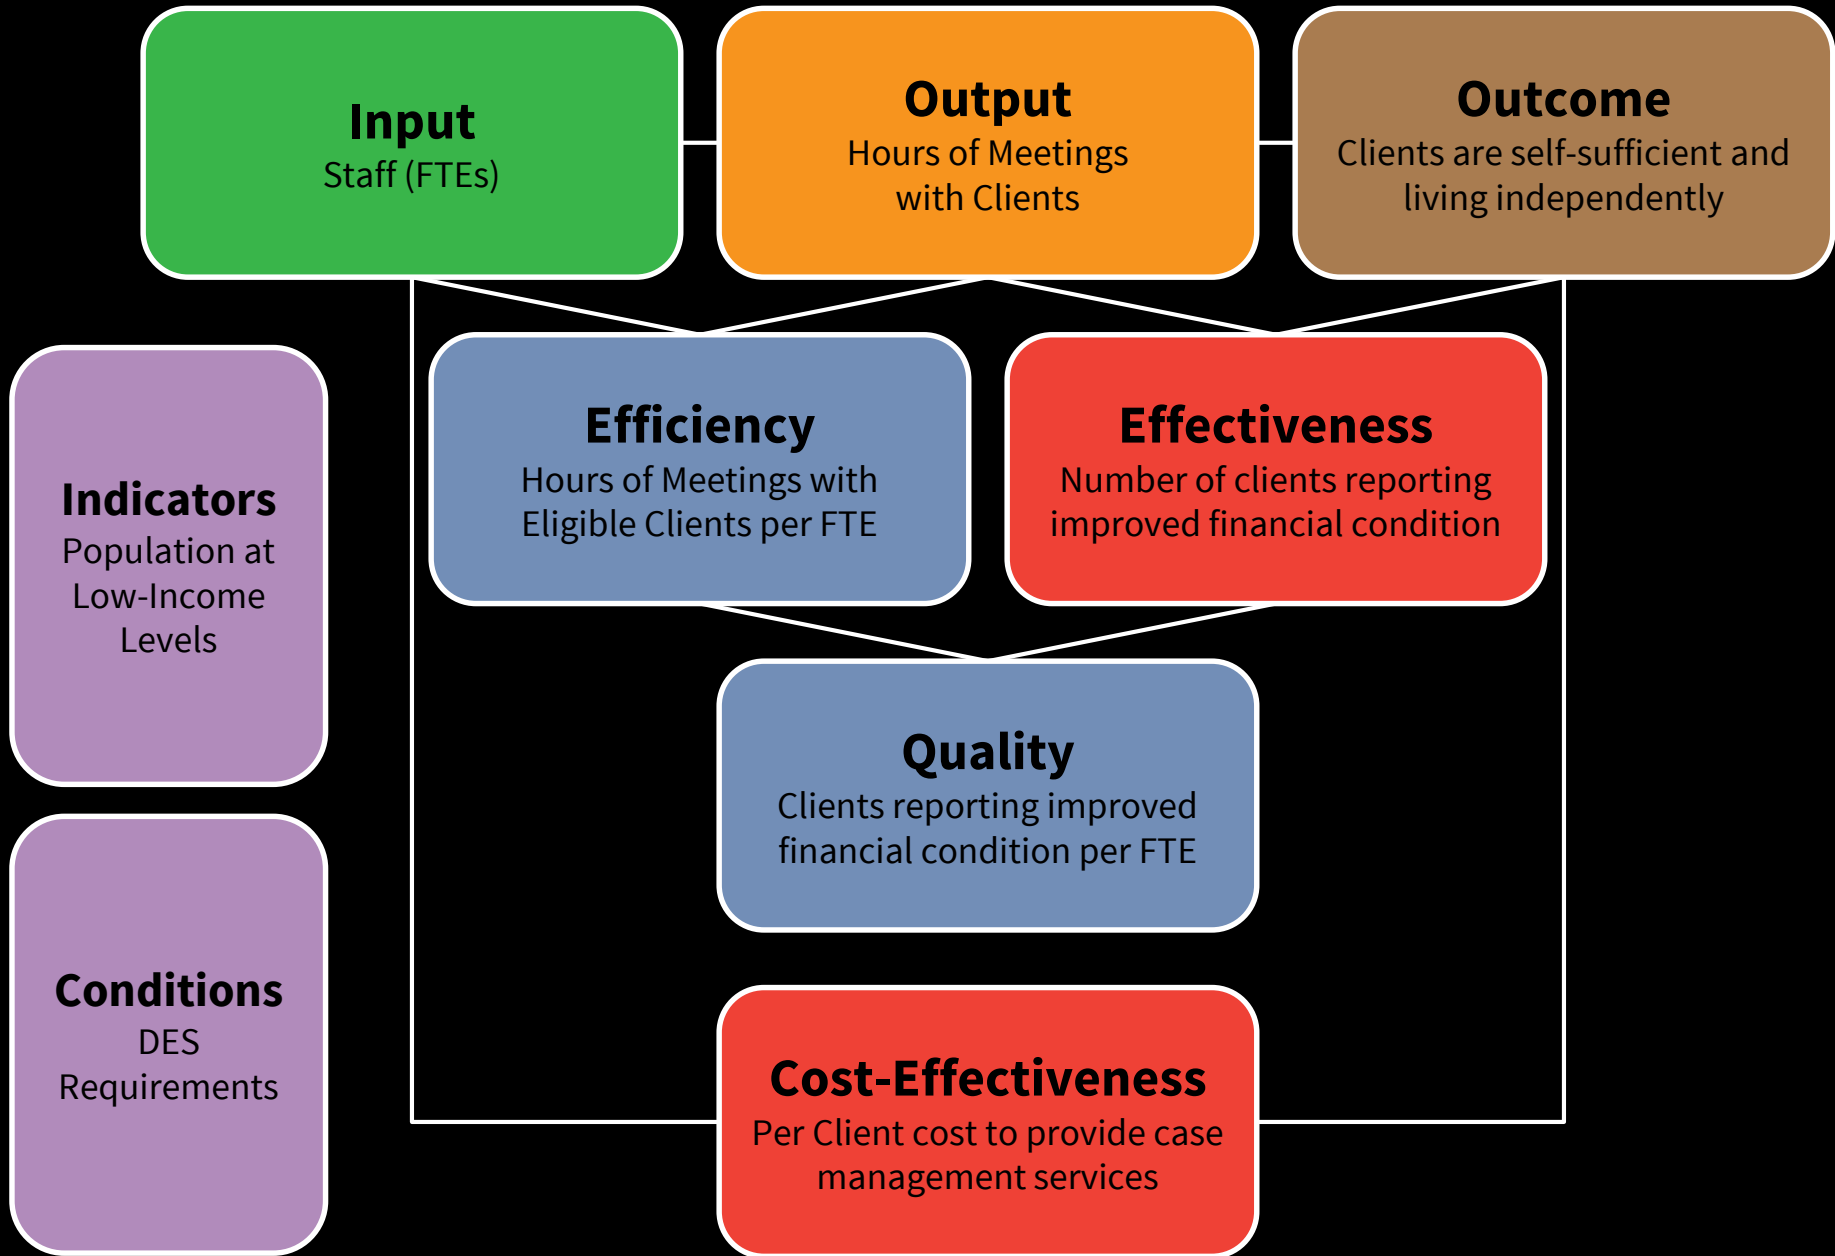 Input
Staff (FTEs)
Output
Hours of Meetings
with Clients
Outcome
Clients are self-sufficient and
living independently
Indicators
Population at
Low-Income
Levels
Efficiency
Hours of Meetings with
Eligible Clients per FTE
Effectiveness
Number of clients reporting
improved financial condition
Quality
Clients reporting improved
financial condition per FTE
Conditions
DES
Requirements
Cost-Effectiveness
Per Client cost to provide case
management services